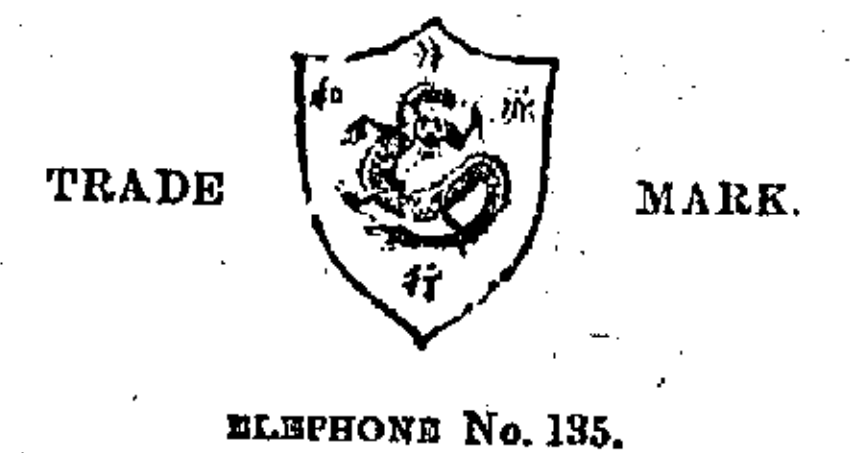 和
行
TRADE MARK.
ELEPHONE No. 135.